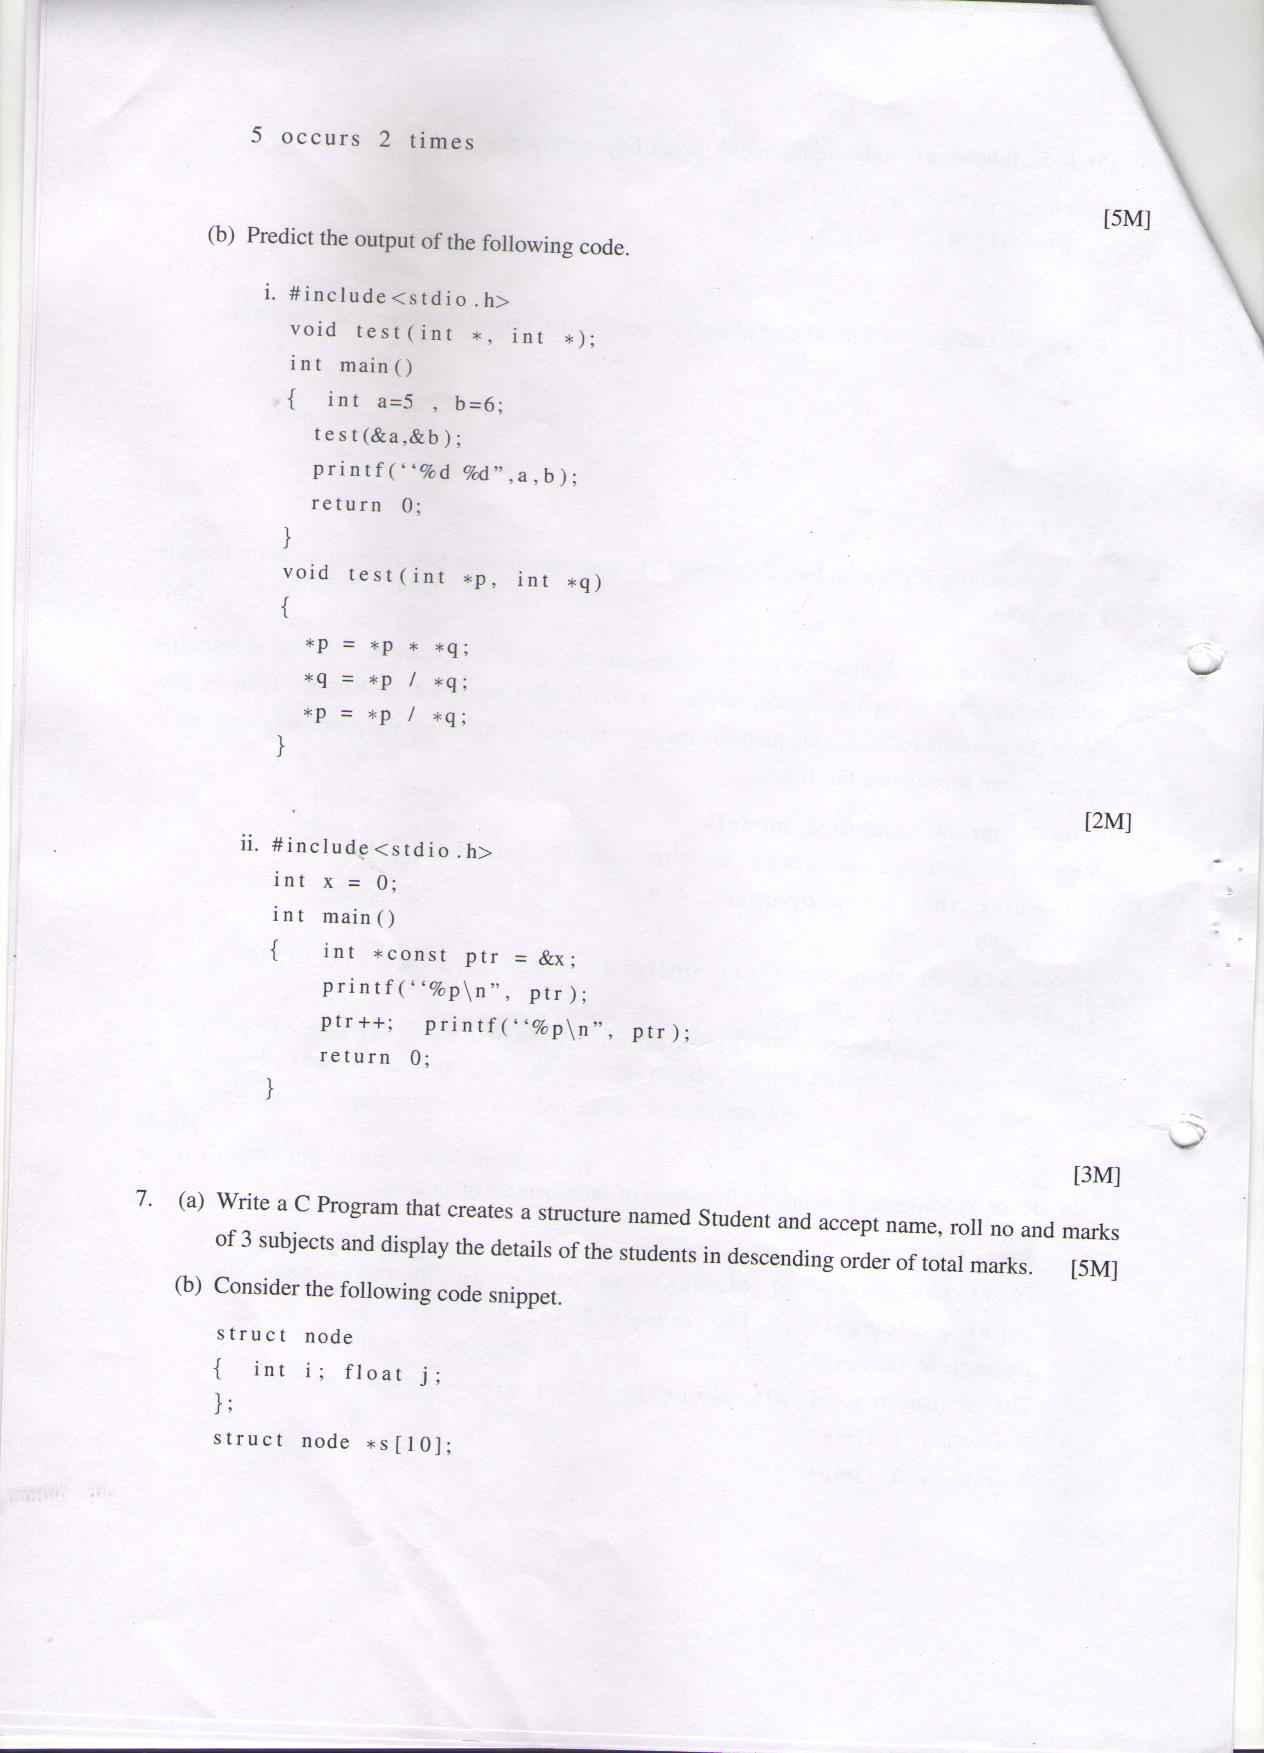 5 occurs 2 times
[5M]
(b) Predict the output of the following code.
i. #include<stdio.h>
void test(int *, int *);
int main()
{ int a=5 , b=6;
test(&a,&b);
printf(‘‘%d %d”,a,b);
return 0;
}
void test(int *p, int *q)
{
*p = *p * *q;
*q = *p / *q;
*p = *p / *q;
}
[2M]
ii. #include<stdio.h>
int x = 0;
int main()
{ int *const ptr = &x;
printf(‘‘%p\n”, ptr);
ptr++; printf(‘‘%p\n”, ptr);
return 0;
}
[3M]
7. (a) Write a C Program that creates a structure named Student and accept name, roll no and marks
of 3 subjects and display the details of the students in descending order of total marks. [5M]
(b) Consider the following code snippet.
struct node
{ int i; float j;
};
struct node *s[10];